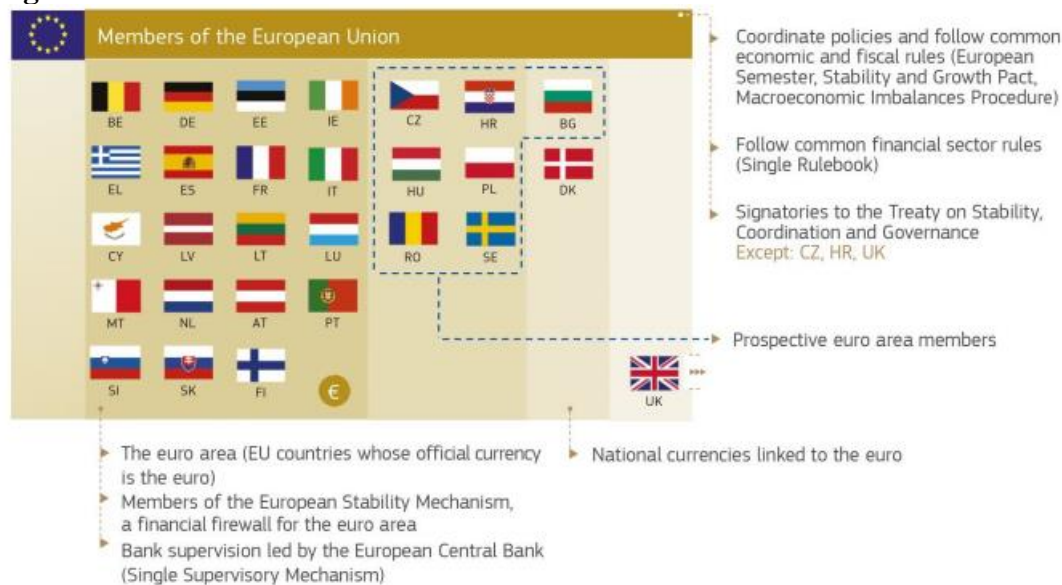 Members of the European Union
BE DE EE IE CZ HR BG
EL ES FR IT HU PL DK
CY LV LT LU RO SE
MT NL AT PT
SI SK FI €
UK
Coordinate policies and follow common
economic and fiscal rules (European
Semester, Stability and Growth Pact,
Macroeconomic Imbalances Procedure)
Follow common financial sector rules
(Single Rulebook)
Signatories to the Treaty on Stability,
Coordination and Governance
Except: CZ, HR, UK
Prospective euro area members
The euro area (EU countries whose official currency
is the euro)
Members of the European Stability Mechanism,
a financial firewall for the euro area
Bank supervision led by the European Central Bank
(Single Supervisory Mechanism)
National currencies linked to the euro